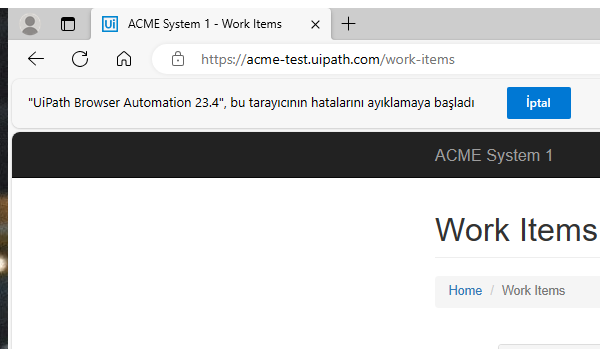 Ui ACME System 1 - Work Items
https://acme-test.uipath.com/work-items
"UiPath Browser Automation 23.4", bu tarayıcının hatalarını ayıklamaya başladı İptal
ACME System 1
Work Items
Home / Work Items